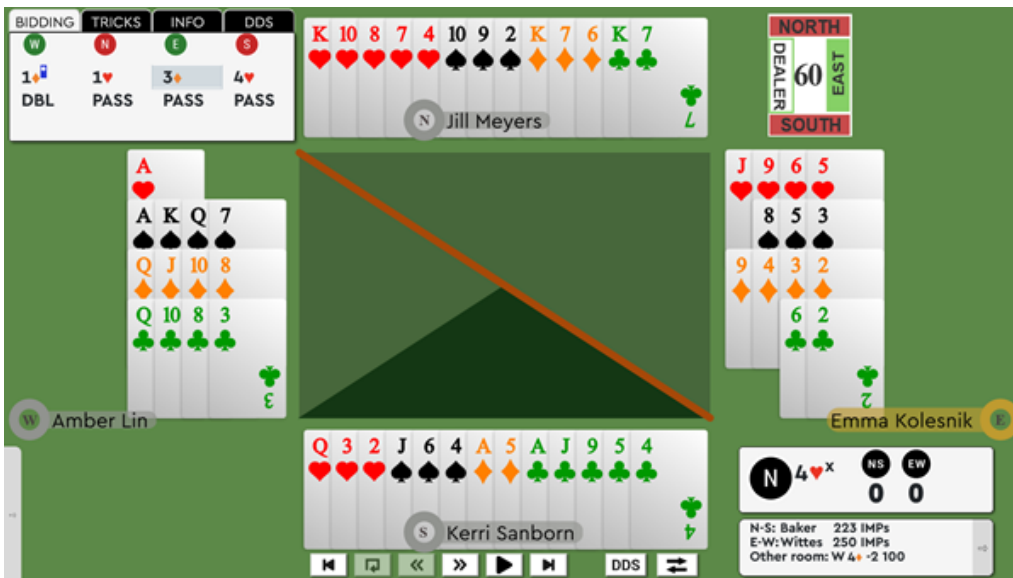 BIDDING TRICKS INFO DDS
W N E S
1♦ 1♥ 3♦ 4♥
DBL PASS PASS PASS
K 10 8 7 4 10 9 2 K 7 6 K 7
7
N Jill Meyers
NORTH
DEALER 60 EAST
SOUTH
A
A K Q 7
Q J 10 8
Q 10 8 3
3
W Amber Lin
J 9 6 5
8 5 3
9 4 3 2
6 2
2
Emma Kolesnik E
Q 3 2 J 6 4 A 5 A J 9 5 4
4
S Kerri Sanborn
DDS
N 4♥x NS EW
0 0
N-S: Baker 223 IMPs
E-W: Wittes 250 IMPs
Other room: W 4♦ -2 100